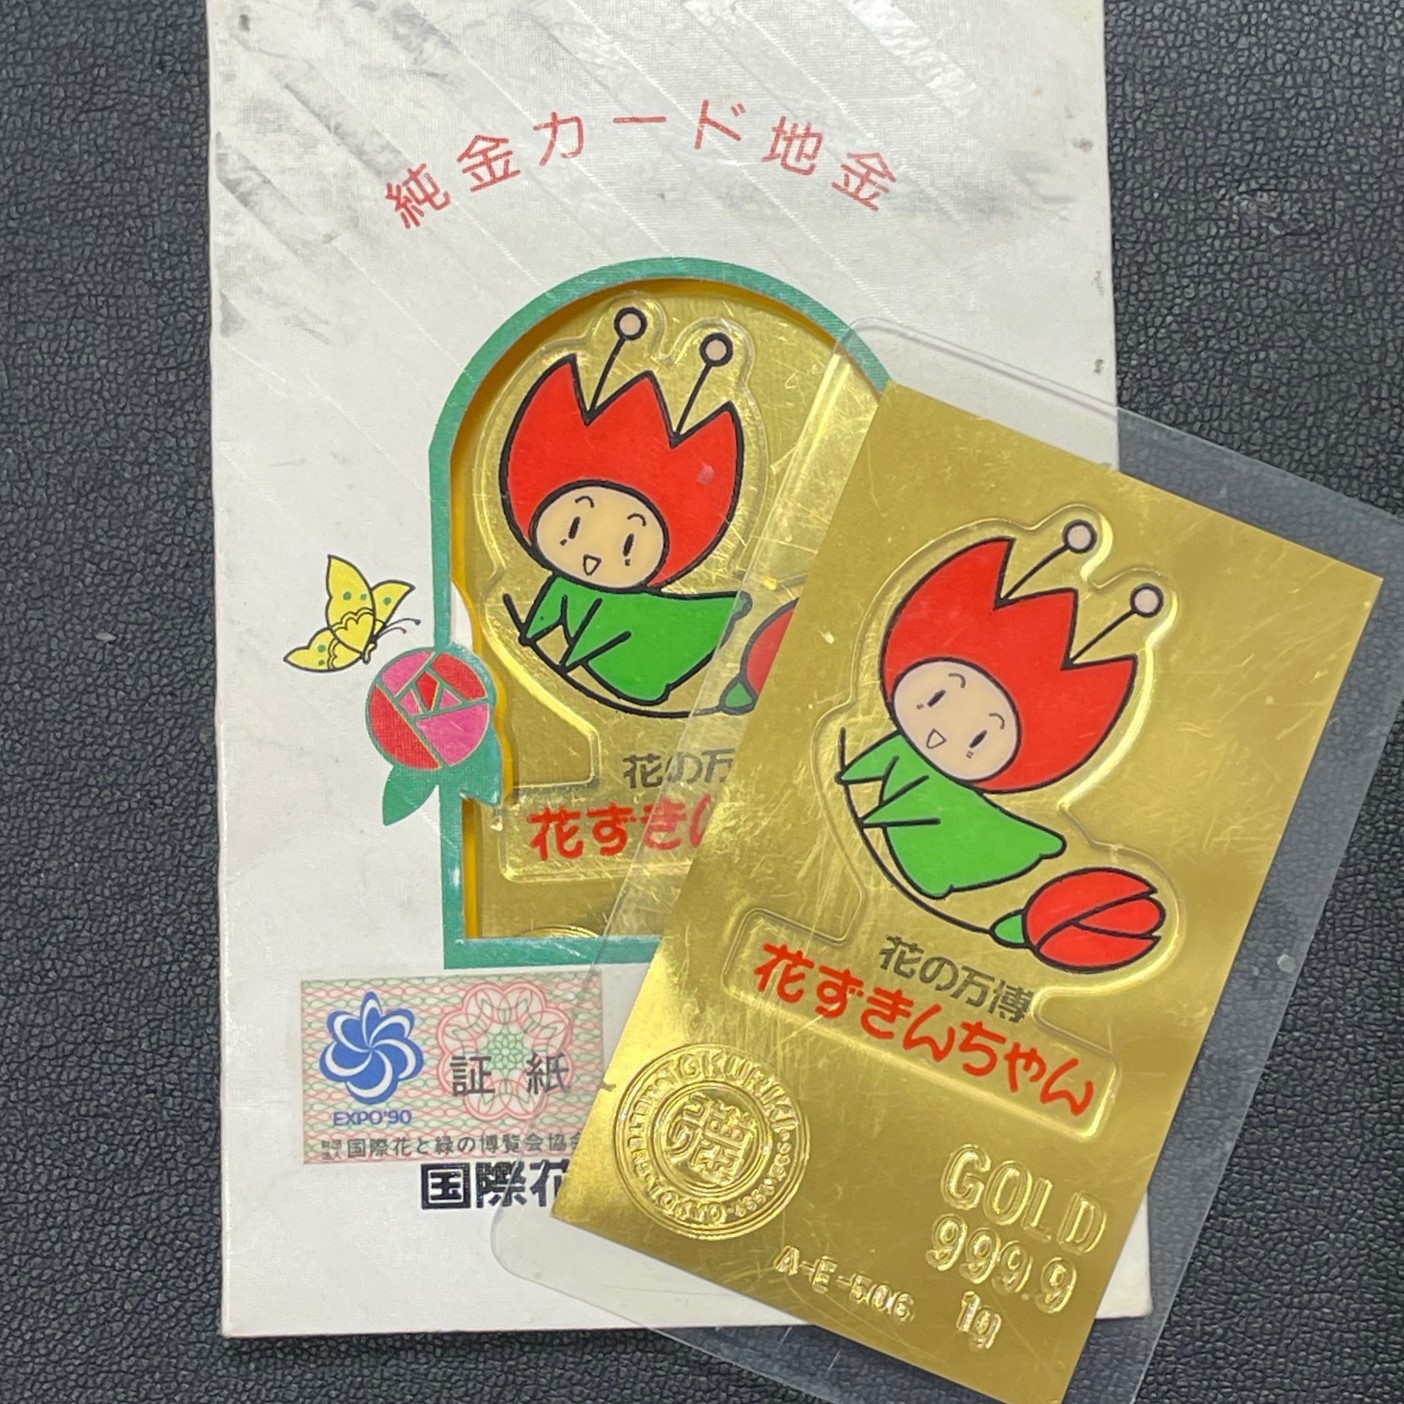 純金カード地金
花の万
花ずきん
証紙
EXPO'90
国際花と緑の博覧会協会
国際花
花の万博
花ずきんちゃん
TOKURIKI
GOLD
999.9
A-E-506
1g